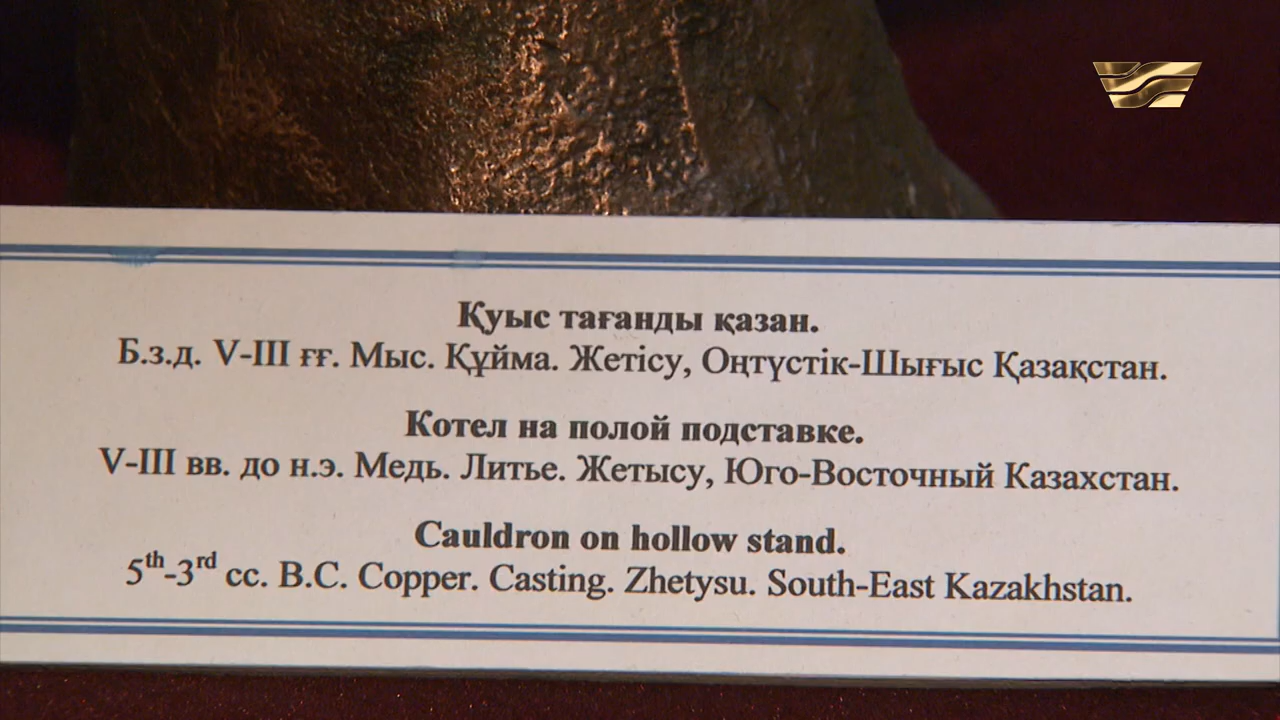 Қуыс тағанды қазан.
Б.з.д. V-III ғғ. Мыс. Құйма. Жетісу, Оңтүстік-Шығыс Қазақстан.
Котел на полой подставке.
V-III вв. до н.э. Медь. Литье. Жетысу, Юго-Восточный Казахстан.
Cauldron on hollow stand.
5th-3rd cc. B.C. Copper. Casting. Zhetysu. South-East Kazakhstan.